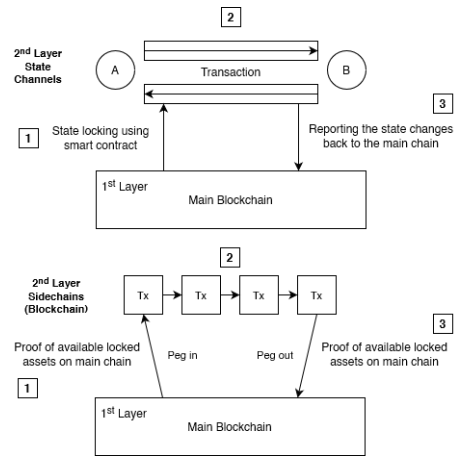 2
2nd Layer
State
Channels
A
Transaction
B
3
1
State locking using
smart contract
Reporting the state changes
back to the main chain
1st Layer
Main Blockchain
2
2nd Layer
Sidechains
(Blockchain)
Tx
Tx
Tx
Tx
3
Proof of available locked
assets on main chain
Peg in
Peg out
Proof of available locked
assets on main chain
1
1st Layer
Main Blockchain